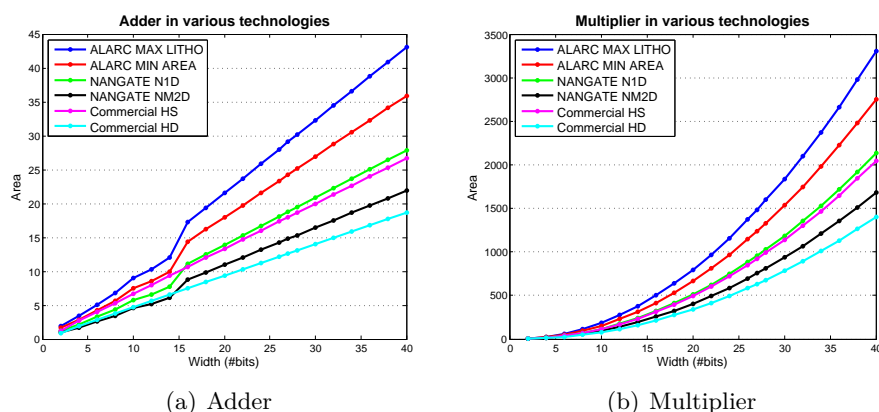 Adder in various technologies
45
40
35
30
25
20
15
10
5
0
Area
ALARC MAX LITHO
ALARC MIN AREA
NANGATE N1D
NANGATE NM2D
Commercial HS
Commercial HD
0 5 10 15 20 25 30 35 40
Width (#bits)
(a) Adder
Multiplier in various technologies
3500
3000
2500
2000
1500
1000
500
0
Area
ALARC MAX LITHO
ALARC MIN AREA
NANGATE N1D
NANGATE NM2D
Commercial HS
Commercial HD
0 5 10 15 20 25 30 35 40
Width (#bits)
(b) Multiplier